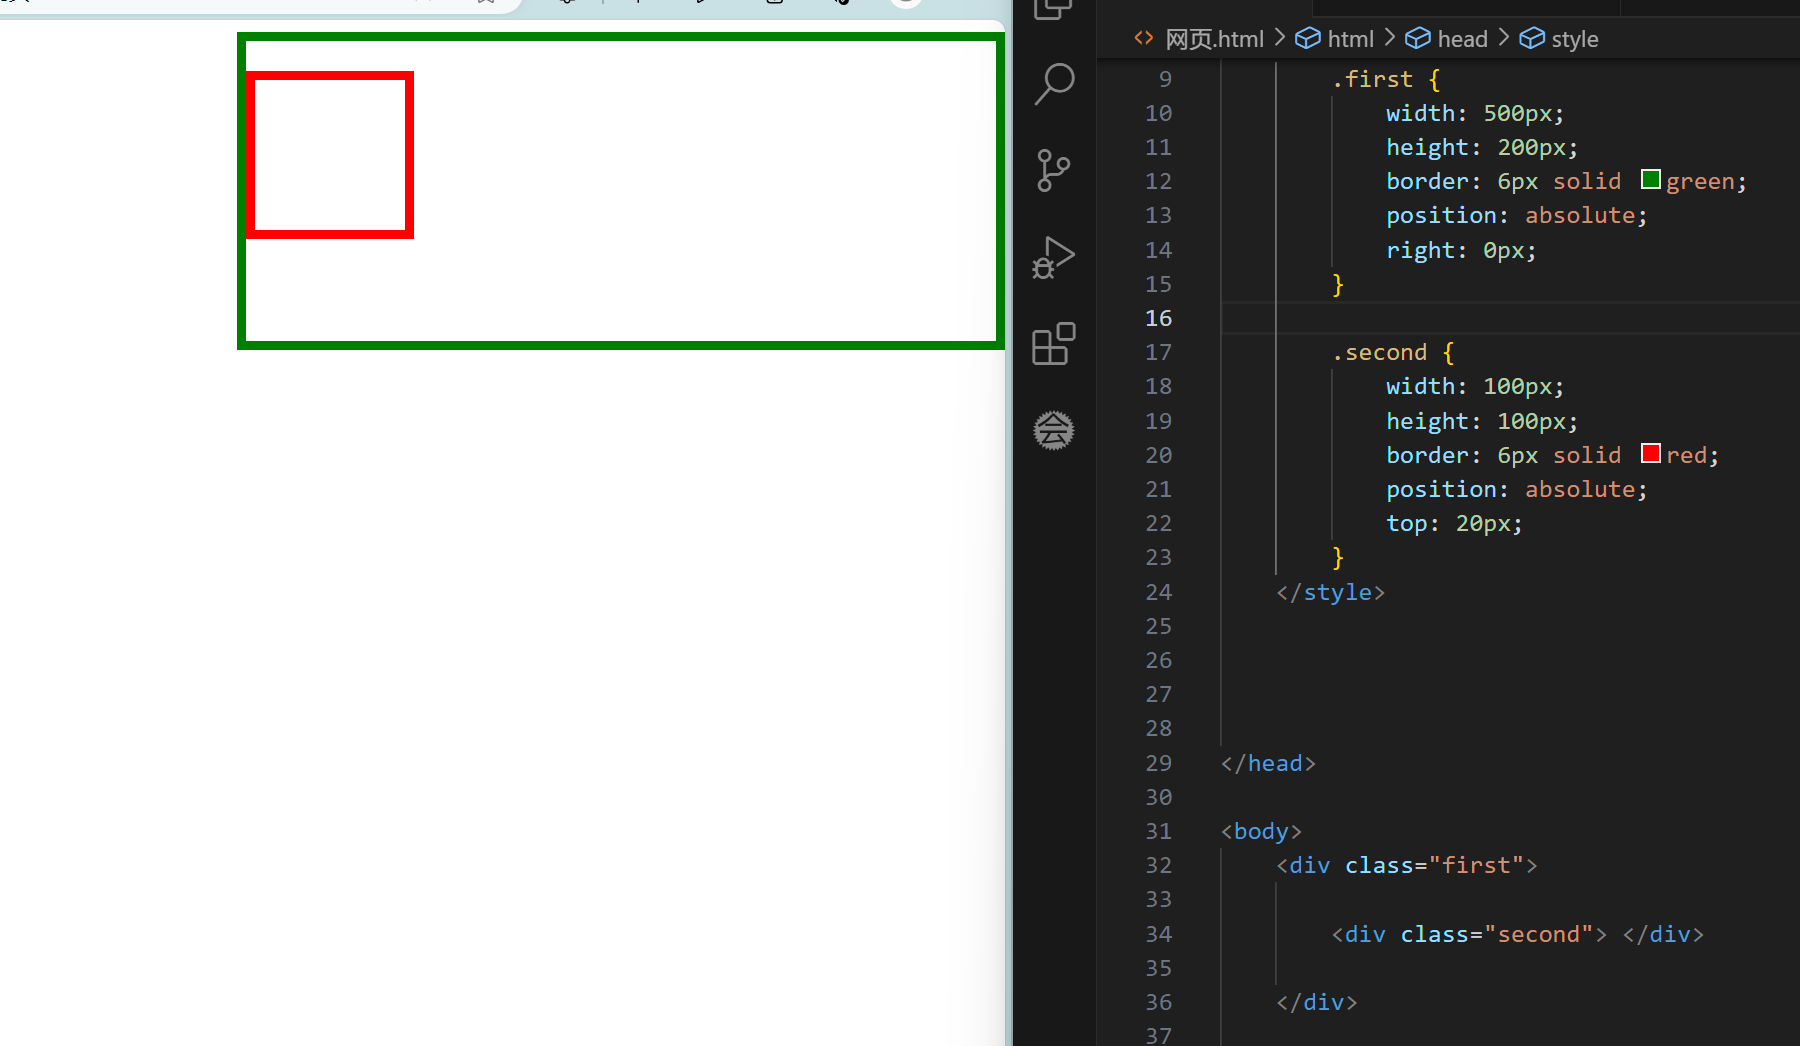 网页.html > html > head > style
9 .first {
10 width: 500px;
11 height: 200px;
12 border: 6px solid green;
13 position: absolute;
14 right: 0px;
15 }
16
17 .second {
18 width: 100px;
19 height: 100px;
20 border: 6px solid red;
21 position: absolute;
22 top: 20px;
23 }
24 </style>
25
26
27
28
29 </head>
30
31 <body>
32 <div class="first">
33
34 <div class="second"> </div>
35
36 </div>
37
会